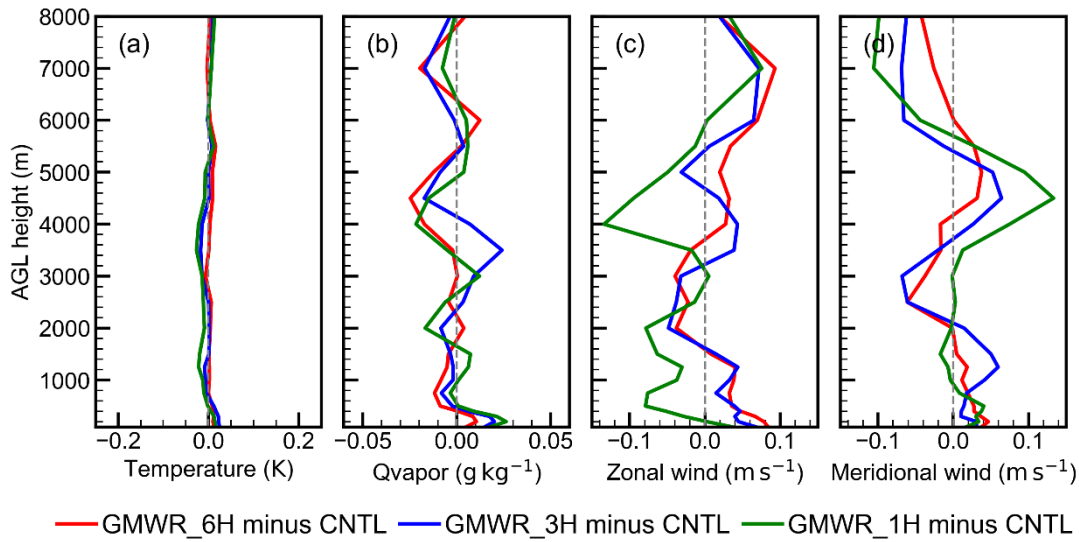 (a) (b) (c) (d)
8000
7000
6000
5000
4000
3000
2000
1000
AGL height (m)
−0.2 0.0 0.2 −0.05 0.00 0.05 −0.1 0.0 0.1 −0.1 0.0 0.1
Temperature (K) Qvapor (g kg⁻¹) Zonal wind (m s⁻¹) Meridional wind (m s⁻¹)
GMWR_6H minus CNTL GMWR_3H minus CNTL GMWR_1H minus CNTL